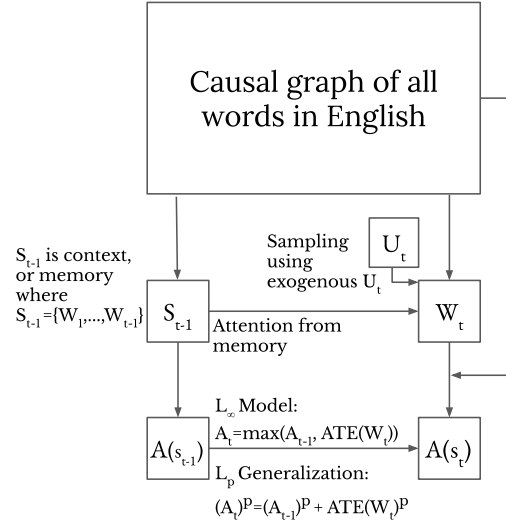 Causal graph of all
words in English
S_{t-1} is context,
or memory
where
S_{t-1}={W_1,...,W_{t-1}}
Sampling
using
exogenous U_t
U_t
S_{t-1}
W_t
Attention from
memory
L_∞ Model:
A_t=max(A_{t-1}, ATE(W_t))
A(s_{t-1})
A(s_t)
L_p Generalization:
(A_t)^p=(A_{t-1})^p + ATE(W_t)^p